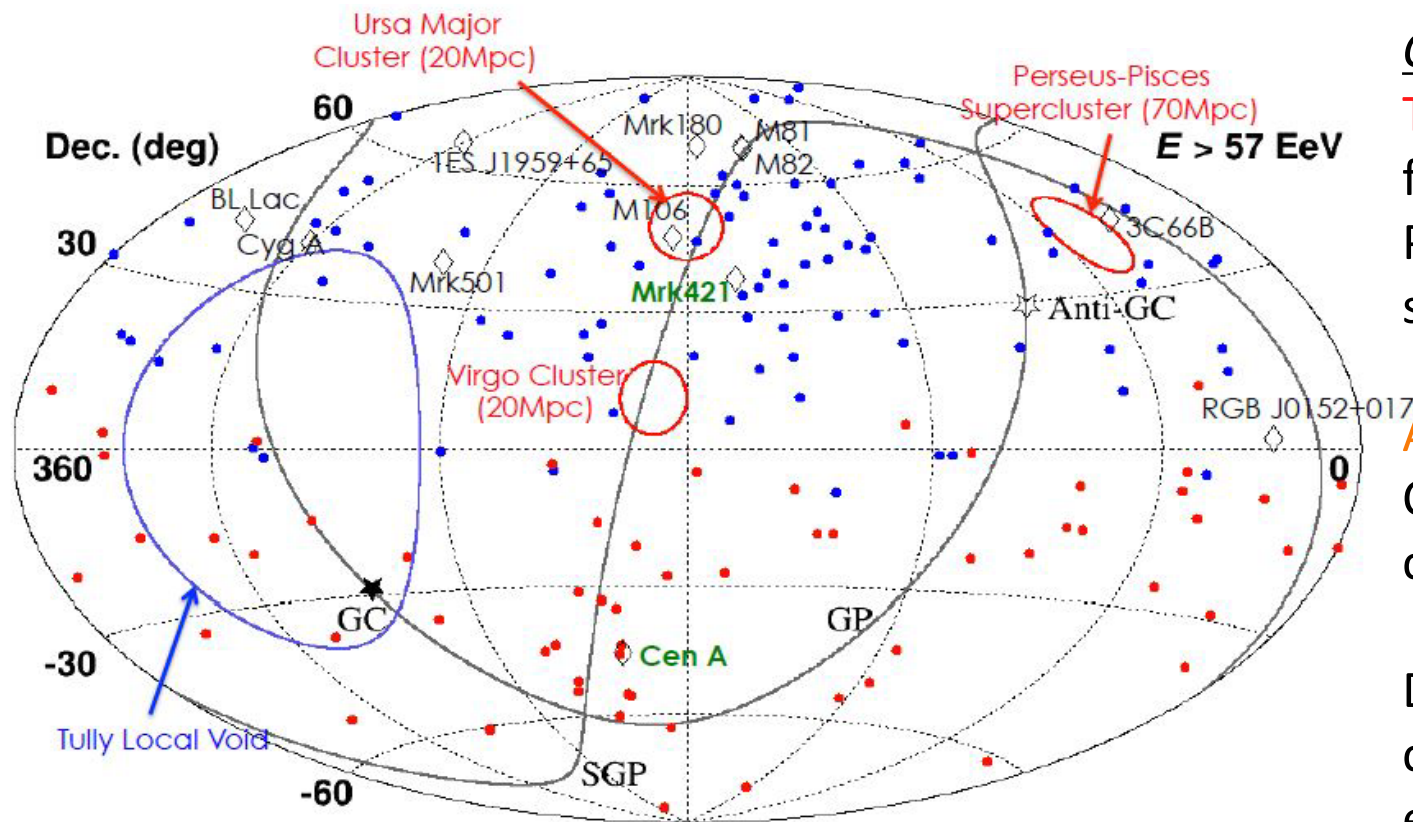 Ursa Major
Cluster (20Mpc)
Perseus-Pisces
Supercluster (70Mpc)
E > 57 EeV
60
Dec. (deg)
Mrk180
M81
M82
1ES J1959+65
BL Lac
Cyg A
M106
3C66B
30
Mrk501
Mrk421
Anti-GC
Virgo Cluster
(20Mpc)
RGB J0152+017
360
0
GC
GP
-30
Cen A
Tully Local Void
SGP
-60